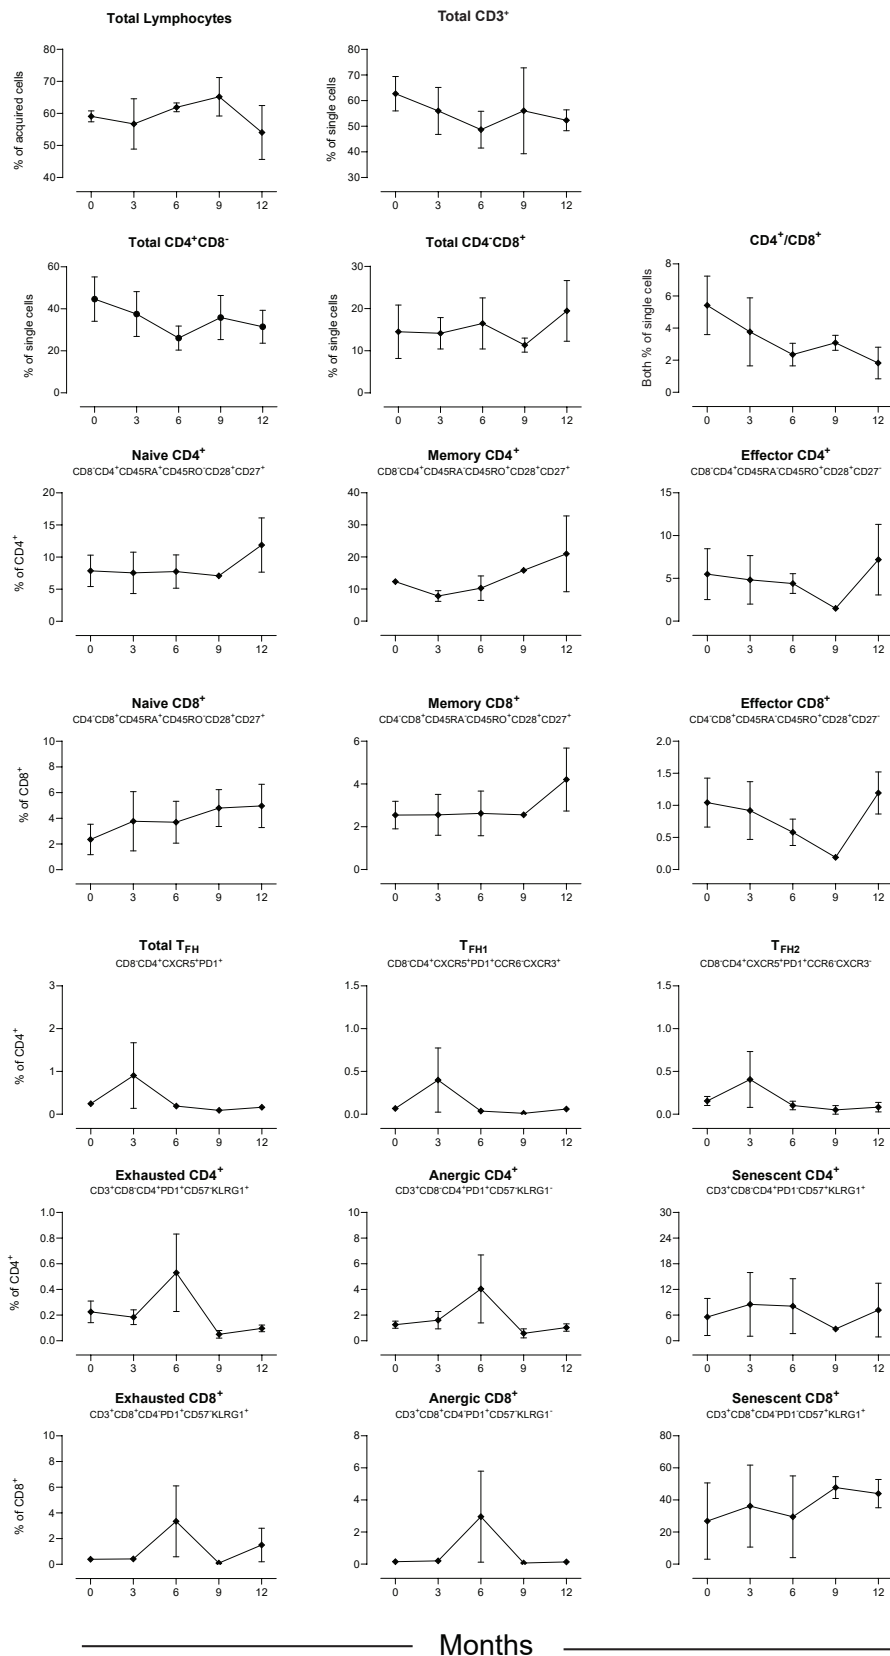 Total Lymphocytes
Total CD3⁺
% of acquired cells
80
70
60
50
40
0 3 6 9 12
% of single cells
80
70
60
50
40
30
0 3 6 9 12
Total CD4⁺CD8⁻
Total CD4⁻CD8⁺
CD4⁺/CD8⁺
% of single cells
60
40
20
0
0 3 6 9 12
% of single cells
30
20
10
0
0 3 6 9 12
Both % of single cells
8
6
4
2
0
0 3 6 9 12
Naive CD4⁺
CD8⁻CD4⁺CD45RA⁺CD45RO⁻CD28⁺CD27⁺
Memory CD4⁺
CD8⁻CD4⁺CD45RA⁻CD45RO⁺CD28⁺CD27⁺
Effector CD4⁺
CD8⁻CD4⁺CD45RA⁻CD45RO⁺CD28⁺CD27⁻
% of CD4⁺
20
15
10
5
0
0 3 6 9 12
40
30
20
10
0
0 3 6 9 12
15
10
5
0
0 3 6 9 12
Naive CD8⁺
CD4⁻CD8⁺CD45RA⁺CD45RO⁻CD28⁺CD27⁺
Memory CD8⁺
CD4⁻CD8⁺CD45RA⁻CD45RO⁺CD28⁺CD27⁺
Effector CD8⁺
CD4⁻CD8⁺CD45RA⁻CD45RO⁺CD28⁺CD27⁻
% of CD8⁺
10
8
6
4
2
0
0 3 6 9 12
6
4
2
0
0 3 6 9 12
2.0
1.5
1.0
0.5
0.0
0 3 6 9 12
Total TFH
CD8⁻CD4⁺CXCR5⁺PD1⁺
TFH1
CD8⁻CD4⁺CXCR5⁺PD1⁺CCR6⁻CXCR3⁺
TFH2
CD8⁻CD4⁺CXCR5⁺PD1⁺CCR6⁻CXCR3⁻
% of CD4⁺
3
2
1
0
0 3 6 9 12
1.5
1.0
0.5
0.0
0 3 6 9 12
1.5
1.0
0.5
0.0
0 3 6 9 12
Exhausted CD4⁺
CD3⁺CD8⁻CD4⁺PD1⁺CD57⁻KLRG1⁺
Anergic CD4⁺
CD3⁺CD8⁻CD4⁺PD1⁺CD57⁻KLRG1⁻
Senescent CD4⁺
CD3⁺CD8⁻CD4⁺PD1⁻CD57⁺KLRG1⁺
% of CD4⁺
1.0
0.8
0.6
0.4
0.2
0.0
0 3 6 9 12
10
8
6
4
2
0
0 3 6 9 12
30
24
18
12
6
0
0 3 6 9 12
Exhausted CD8⁺
CD3⁺CD8⁺CD4⁻PD1⁺CD57⁻KLRG1⁺
Anergic CD8⁺
CD3⁺CD8⁺CD4⁻PD1⁺CD57⁻KLRG1⁻
Senescent CD8⁺
CD3⁺CD8⁺CD4⁻PD1⁻CD57⁺KLRG1⁺
% of CD8⁺
10
8
6
4
2
0
0 3 6 9 12
8
6
4
2
0
0 3 6 9 12
80
60
40
20
0
0 3 6 9 12
Months